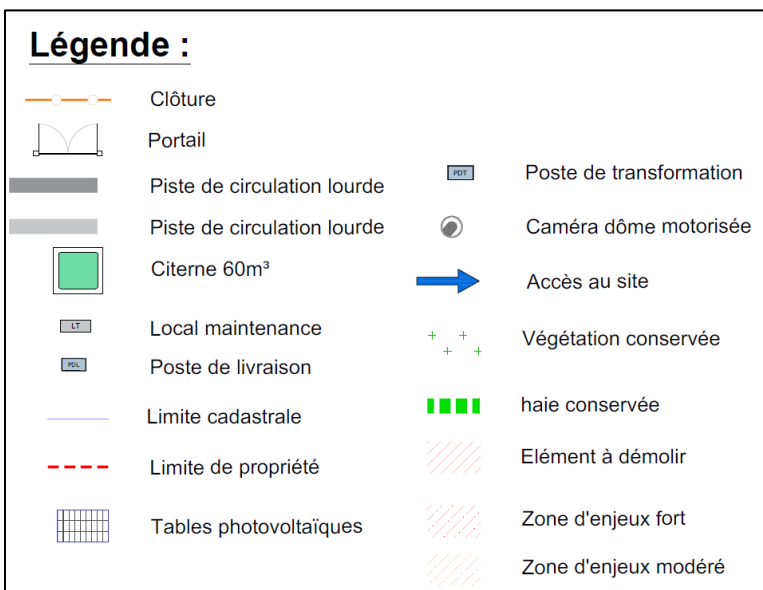 Légende :
Clôture
Portail
Piste de circulation lourde
Piste de circulation lourde
Citerne 60m³
LT Local maintenance
PDL Poste de livraison
Limite cadastrale
Limite de propriété
Tables photovoltaïques
PDT Poste de transformation
Caméra dôme motorisée
Accès au site
Végétation conservée
haie conservée
Elément à démolir
Zone d'enjeux fort
Zone d'enjeux modéré